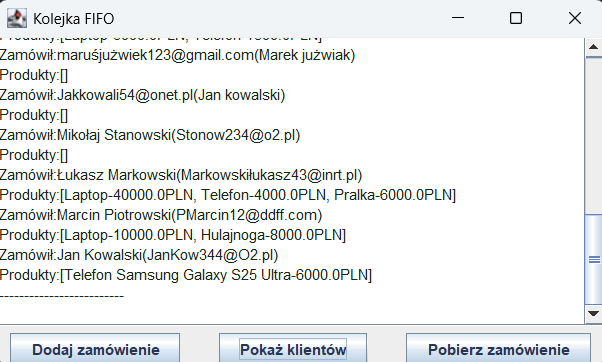 Kolejka FIFO
Zamówił:maruśjużwiek123@gmail.com(Marek jużwiak)
Produkty:[]
Zamówił:Jakkowali54@onet.pl(Jan kowalski)
Produkty:[]
Zamówił:Mikołaj Stanowski(Stonow234@o2.pl)
Produkty:[]
Zamówił:Łukasz Markowski(Markowskiłukasz43@inrt.pl)
Produkty:[Laptop-40000.0PLN, Telefon-4000.0PLN, Pralka-6000.0PLN]
Zamówił:Marcin Piotrowski(PMarcin12@ddff.com)
Produkty:[Laptop-10000.0PLN, Hulajnoga-8000.0PLN]
Zamówił:Jan Kowalski(JanKow344@O2.pl)
Produkty:[Telefon Samsung Galaxy S25 Ultra-6000.0PLN]
-------------------------
Dodaj zamówienie
Pokaż klientów
Pobierz zamówienie